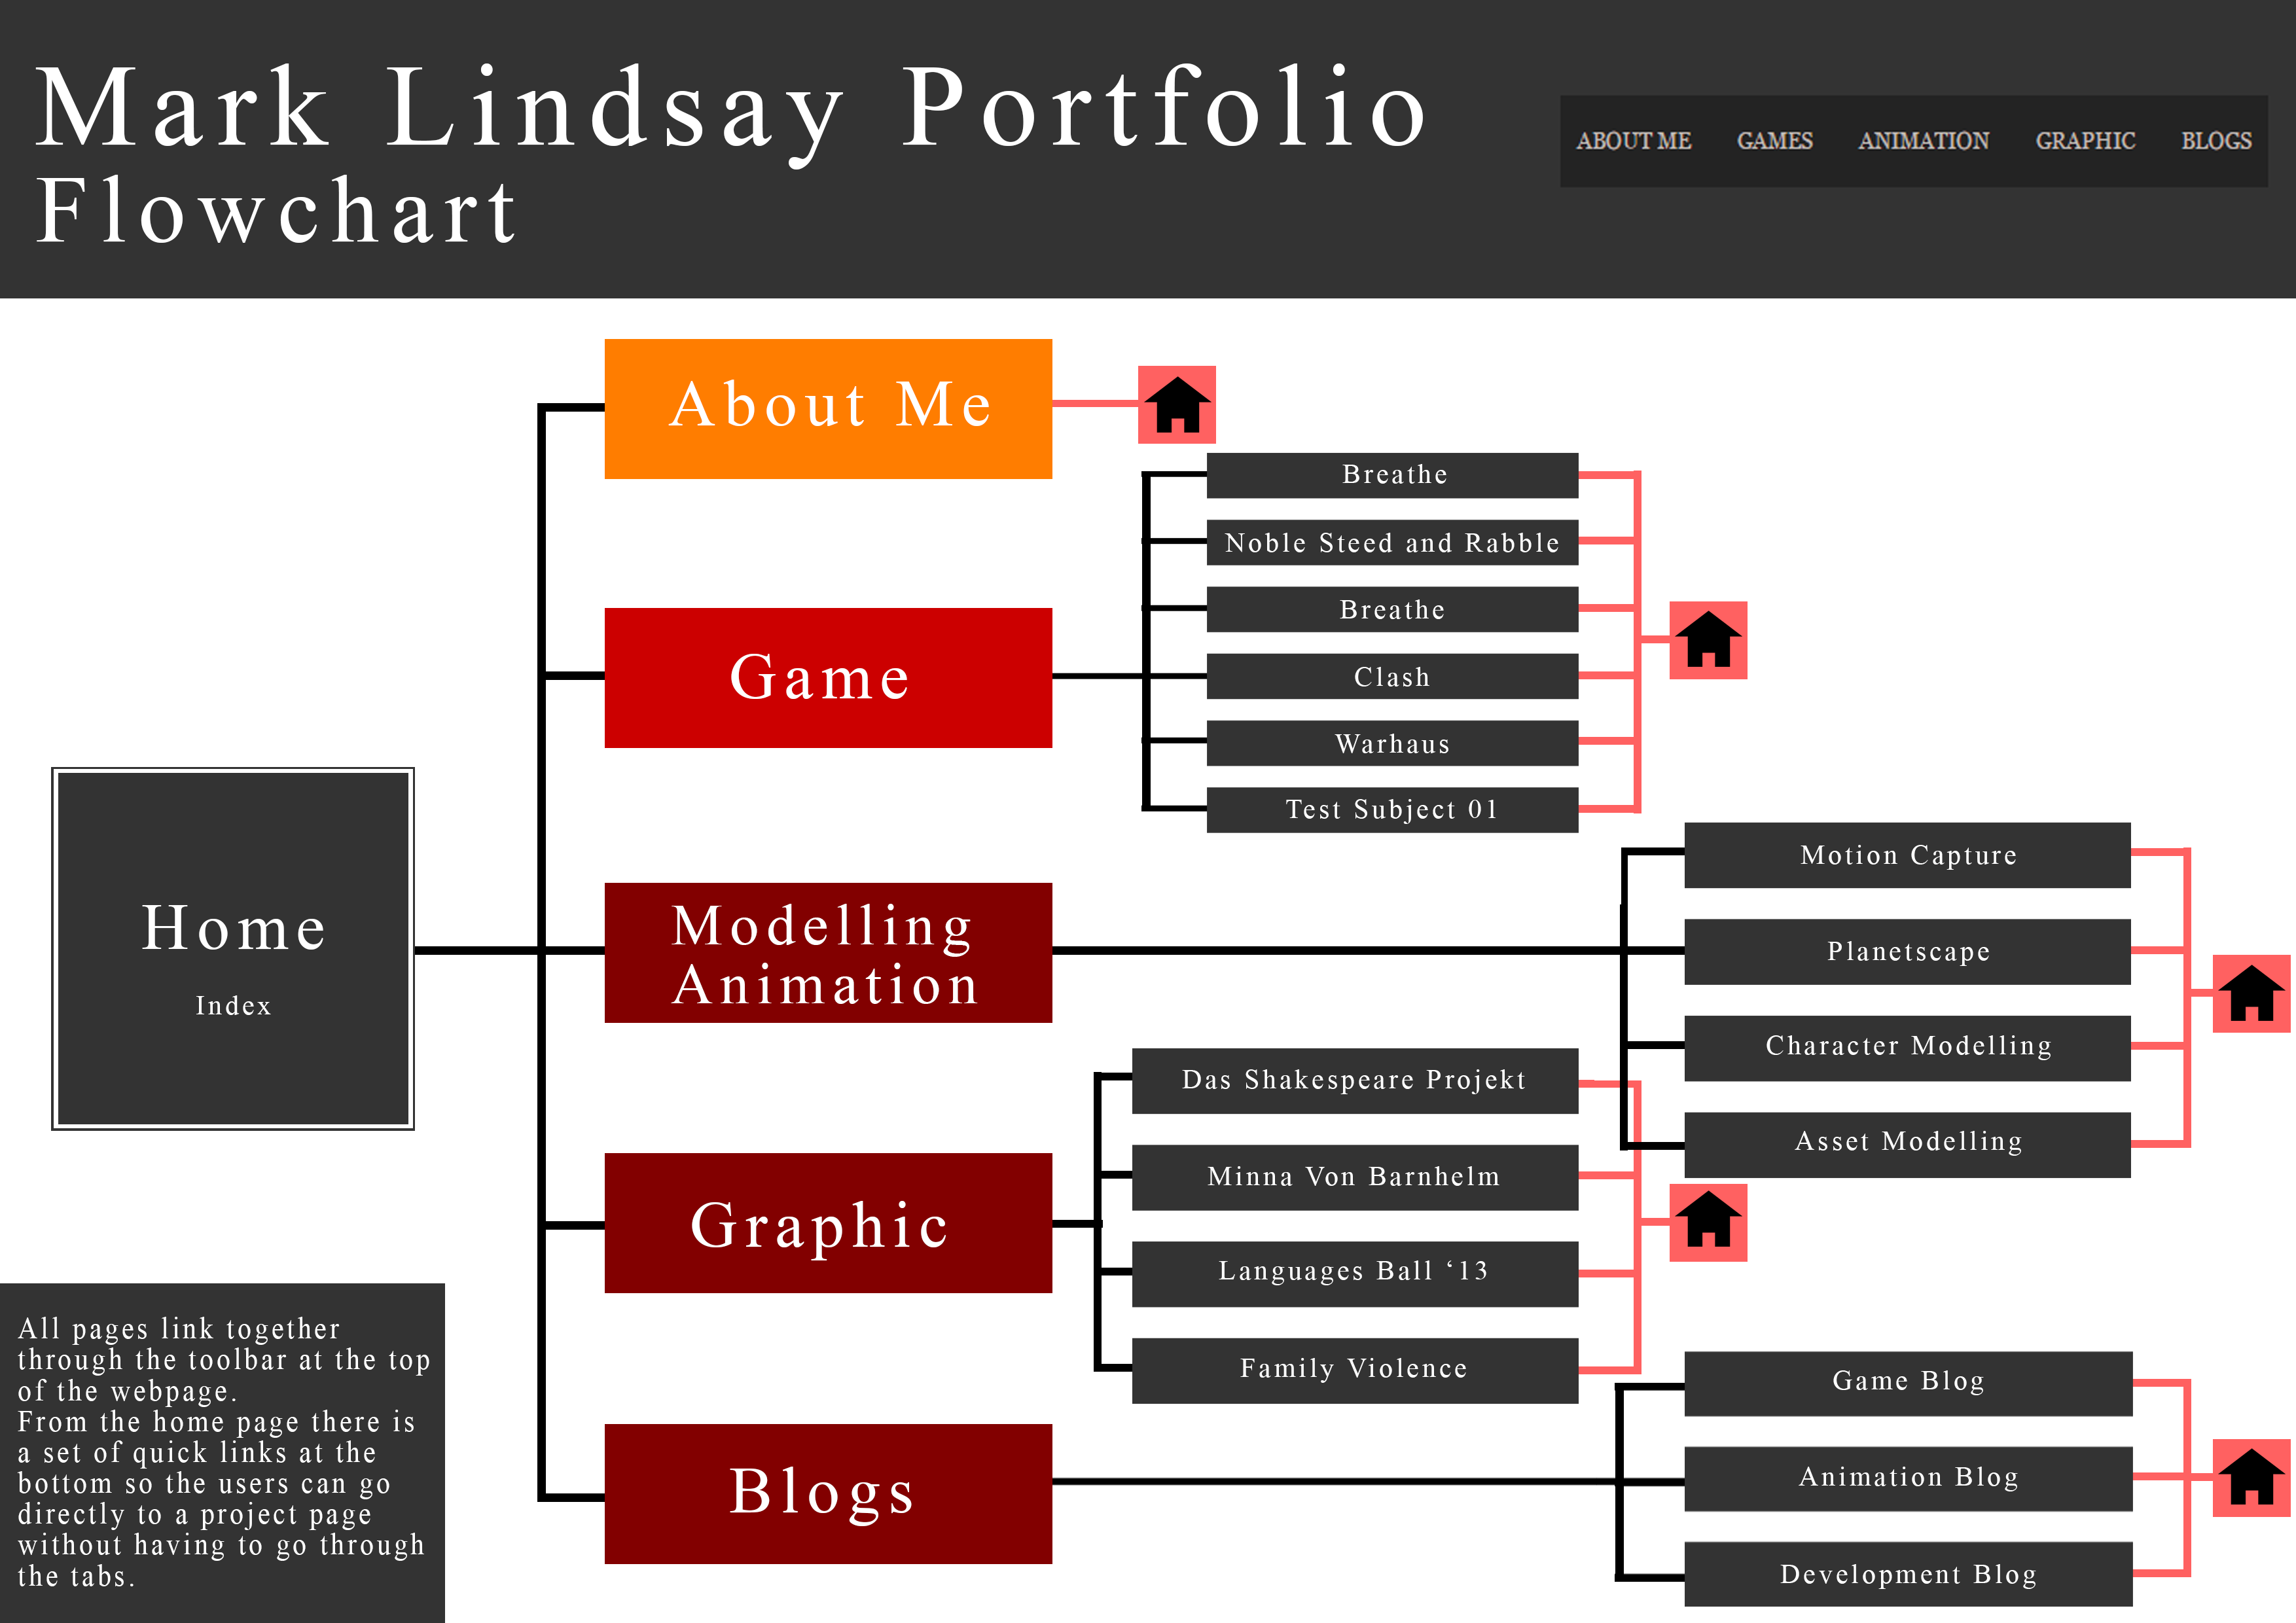 Mark Lindsay Portfolio
Flowchart
ABOUT ME GAMES ANIMATION GRAPHIC BLOGS
About Me
Breathe
Noble Steed and Rabble
Breathe
Game
Clash
Warhaus
Test Subject 01
Home
Index
Modelling
Animation
Motion Capture
Planetscape
Character Modelling
Asset Modelling
Graphic
Das Shakespeare Projekt
Minna Von Barnhelm
Languages Ball ‘13
Family Violence
Blogs
Game Blog
Animation Blog
Development Blog
All pages link together
through the toolbar at the top
of the webpage.
From the home page there is
a set of quick links at the
bottom so the users can go
directly to a project page
without having to go through
the tabs.